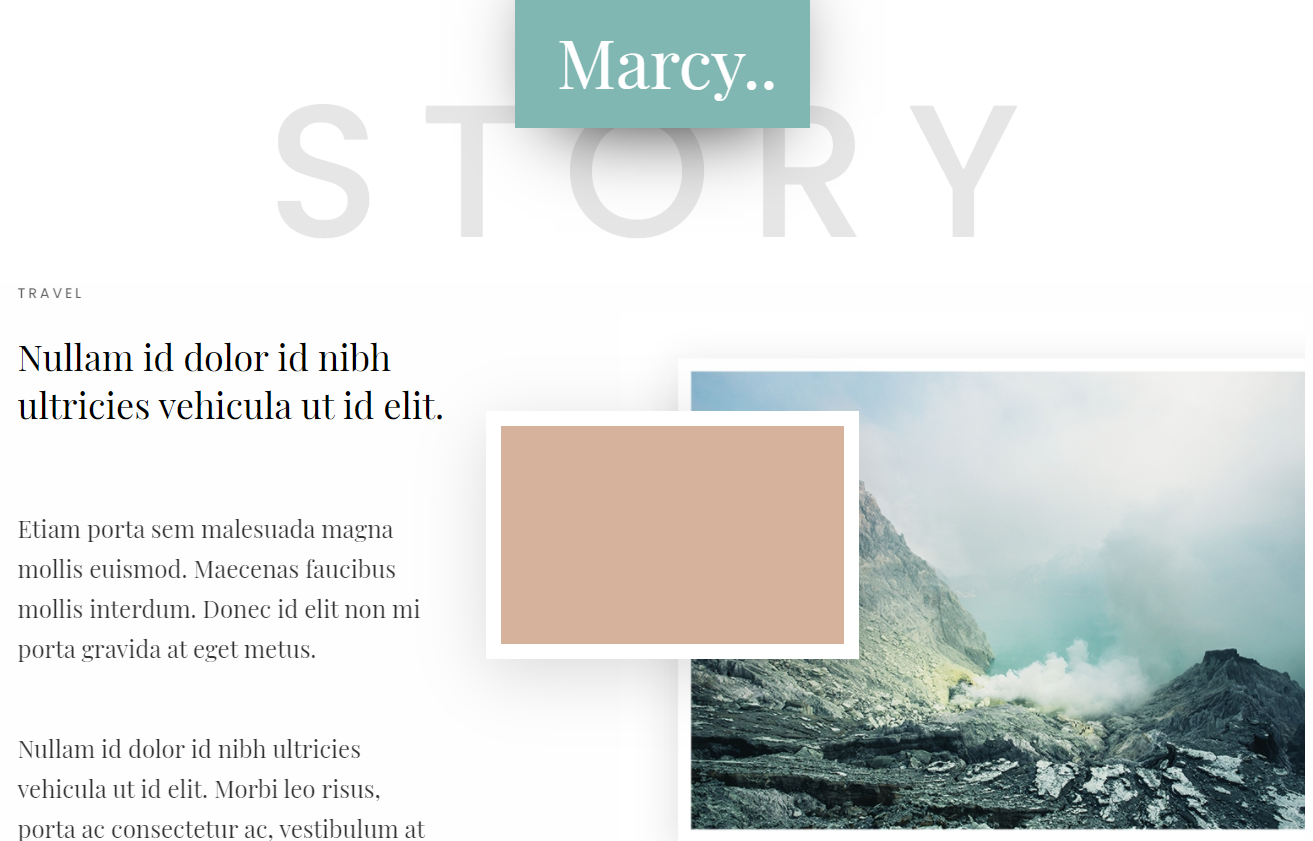 Marcy..
STORY
TRAVEL
Nullam id dolor id nibh
ultricies vehicula ut id elit.
Etiam porta sem malesuada magna
mollis euismod. Maecenas faucibus
mollis interdum. Donec id elit non mi
porta gravida at eget metus.
Nullam id dolor id nibh ultricies
vehicula ut id elit. Morbi leo risus,
porta ac consectetur ac, vestibulum at